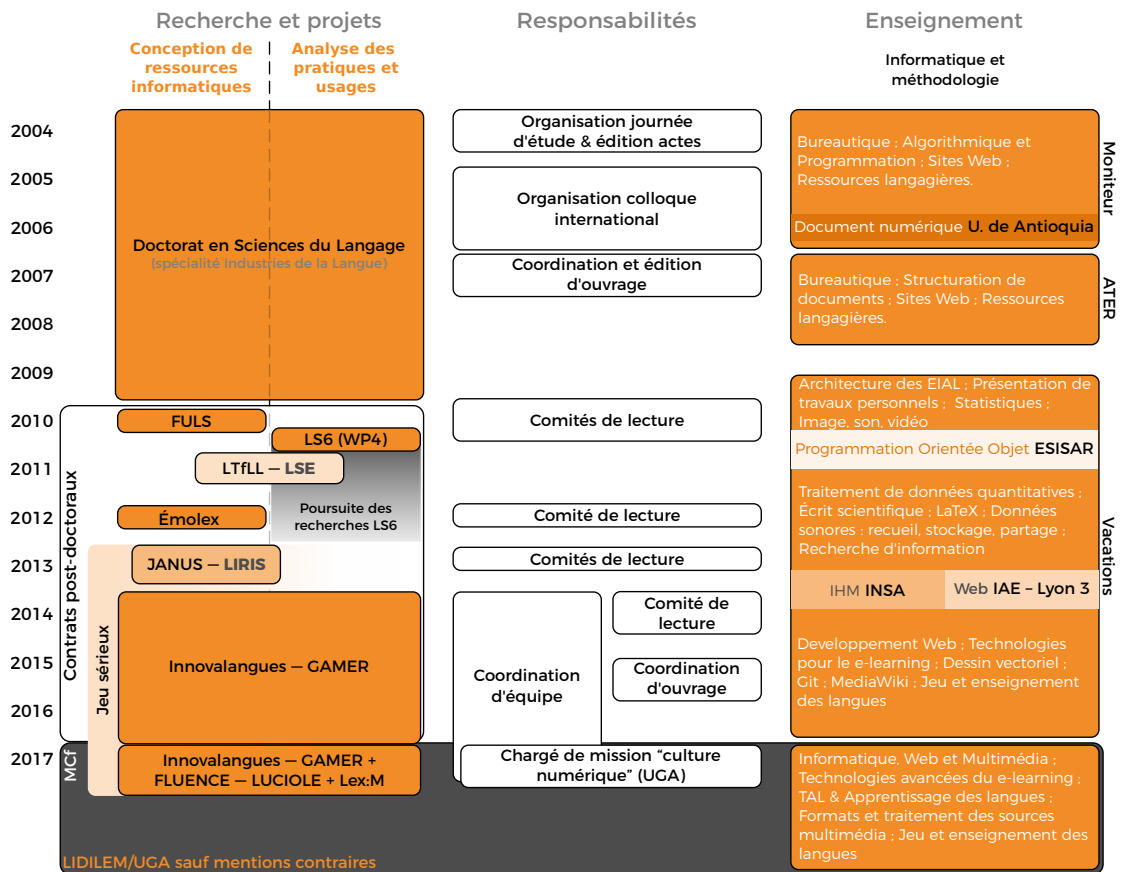 Recherche et projets
Responsabilités
Enseignement
Conception de
ressources
informatiques
Analyse des
pratiques et
usages
Informatique et
méthodologie
2004
2005
2006
2007
2008
2009
2010
2011
2012
2013
2014
2015
2016
2017
Doctorat en Sciences du Langage
(spécialité Industries de la Langue)
Contrats post-doctoraux
FULS
LS6 (WP4)
LTfLL – LSE
Poursuite des
recherches LS6
Émolex
JANUS – LIRIS
Jeu sérieux
Innovalangues – GAMER
MCf
Innovalangues – GAMER +
FLUENCE – LUCIOLE + Lex:M
LIDILEM/UGA sauf mentions contraires
Organisation journée
d'étude & édition actes
Organisation colloque
international
Coordination et édition
d'ouvrage
Comités de lecture
Comité de lecture
Comités de lecture
Coordination
d'équipe
Comité de
lecture
Coordination
d'ouvrage
Chargé de mission “culture
numérique” (UGA)
Bureautique ; Algorithmique et
Programmation ; Sites Web ;
Ressources langagières.
Document numérique U. de Antioquia
Moniteur
Bureautique ; Structuration de
documents ; Sites Web ; Ressources
langagières.
ATER
Architecture des EIAL ; Présentation de
travaux personnels ; Statistiques ;
Image, son, vidéo
Programmation Orientée Objet ESISAR
Traitement de données quantitatives ;
Écrit scientifique ; LaTeX ; Données
sonores : recueil, stockage, partage ;
Recherche d'information
IHM INSA
Web IAE – Lyon 3
Developpement Web ; Technologies
pour le e-learning ; Dessin vectoriel ;
Git ; MediaWiki ; Jeu et enseignement
des langues
Vacations
Informatique, Web et Multimédia ;
Technologies avancées du e-learning ;
TAL & Apprentissage des langues ;
Formats et traitement des sources
multimédia ; Jeu et enseignement des
langues